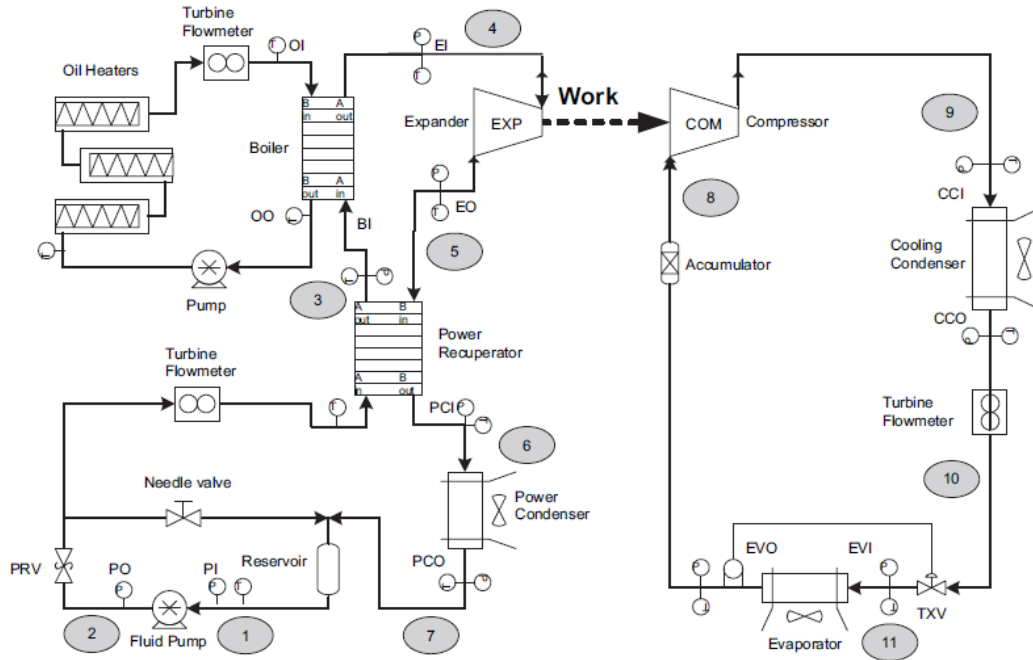 Turbine
Flowmeter
OI
EI
4
P
T
T
Oil Heaters
B
A
in
out
Boiler
B
A
out
in
OO
BI
T
T
Pump
Expander
EXP
Work
COM
Compressor
P
T
EO
5
8
Accumulator
9
P
T
CCI
Cooling
Condenser
CCO
P
T
Turbine
Flowmeter
10
3
T
P
A
B
out
in
Power
Recuperator
A
B
in
out
Turbine
Flowmeter
T
PCI
P
T
6
Needle valve
Power
Condenser
PRV
PO
P
PI
P
T
Reservoir
PCO
T
P
2
Fluid Pump
1
7
EVO
P
T
EVI
P
T
TXV
Evaporator
11